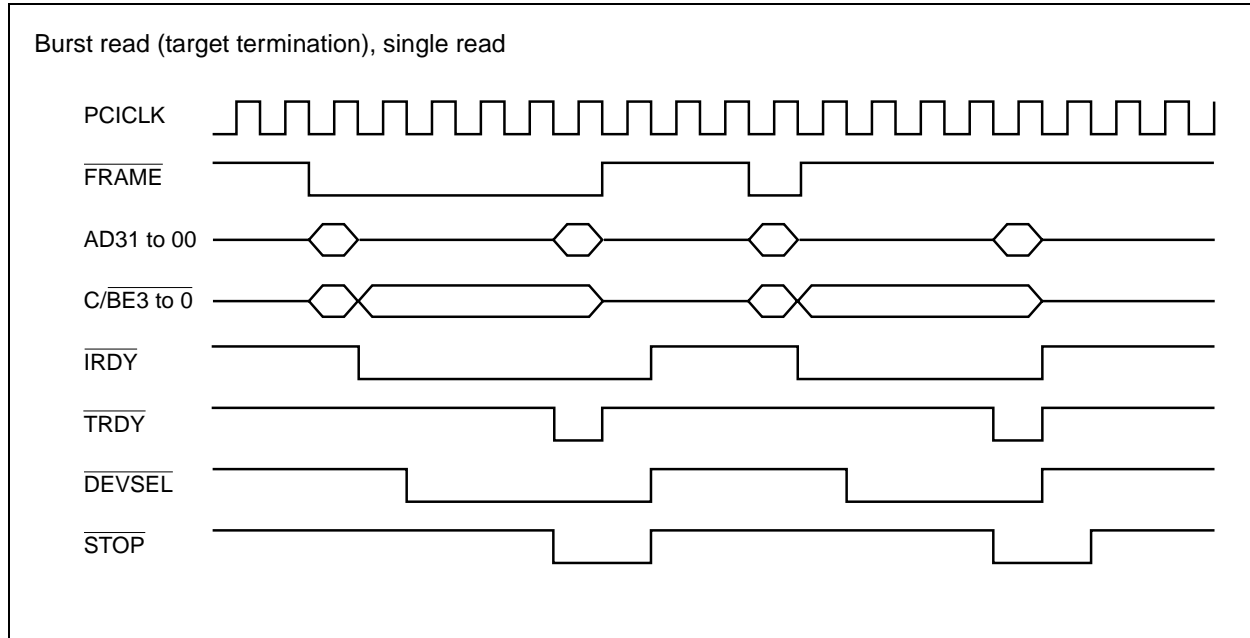 Burst read (target termination), single read
PCICLK
FRAME
AD31 to 00
C/BE3 to 0
IRDY
TRDY
DEVSEL
STOP